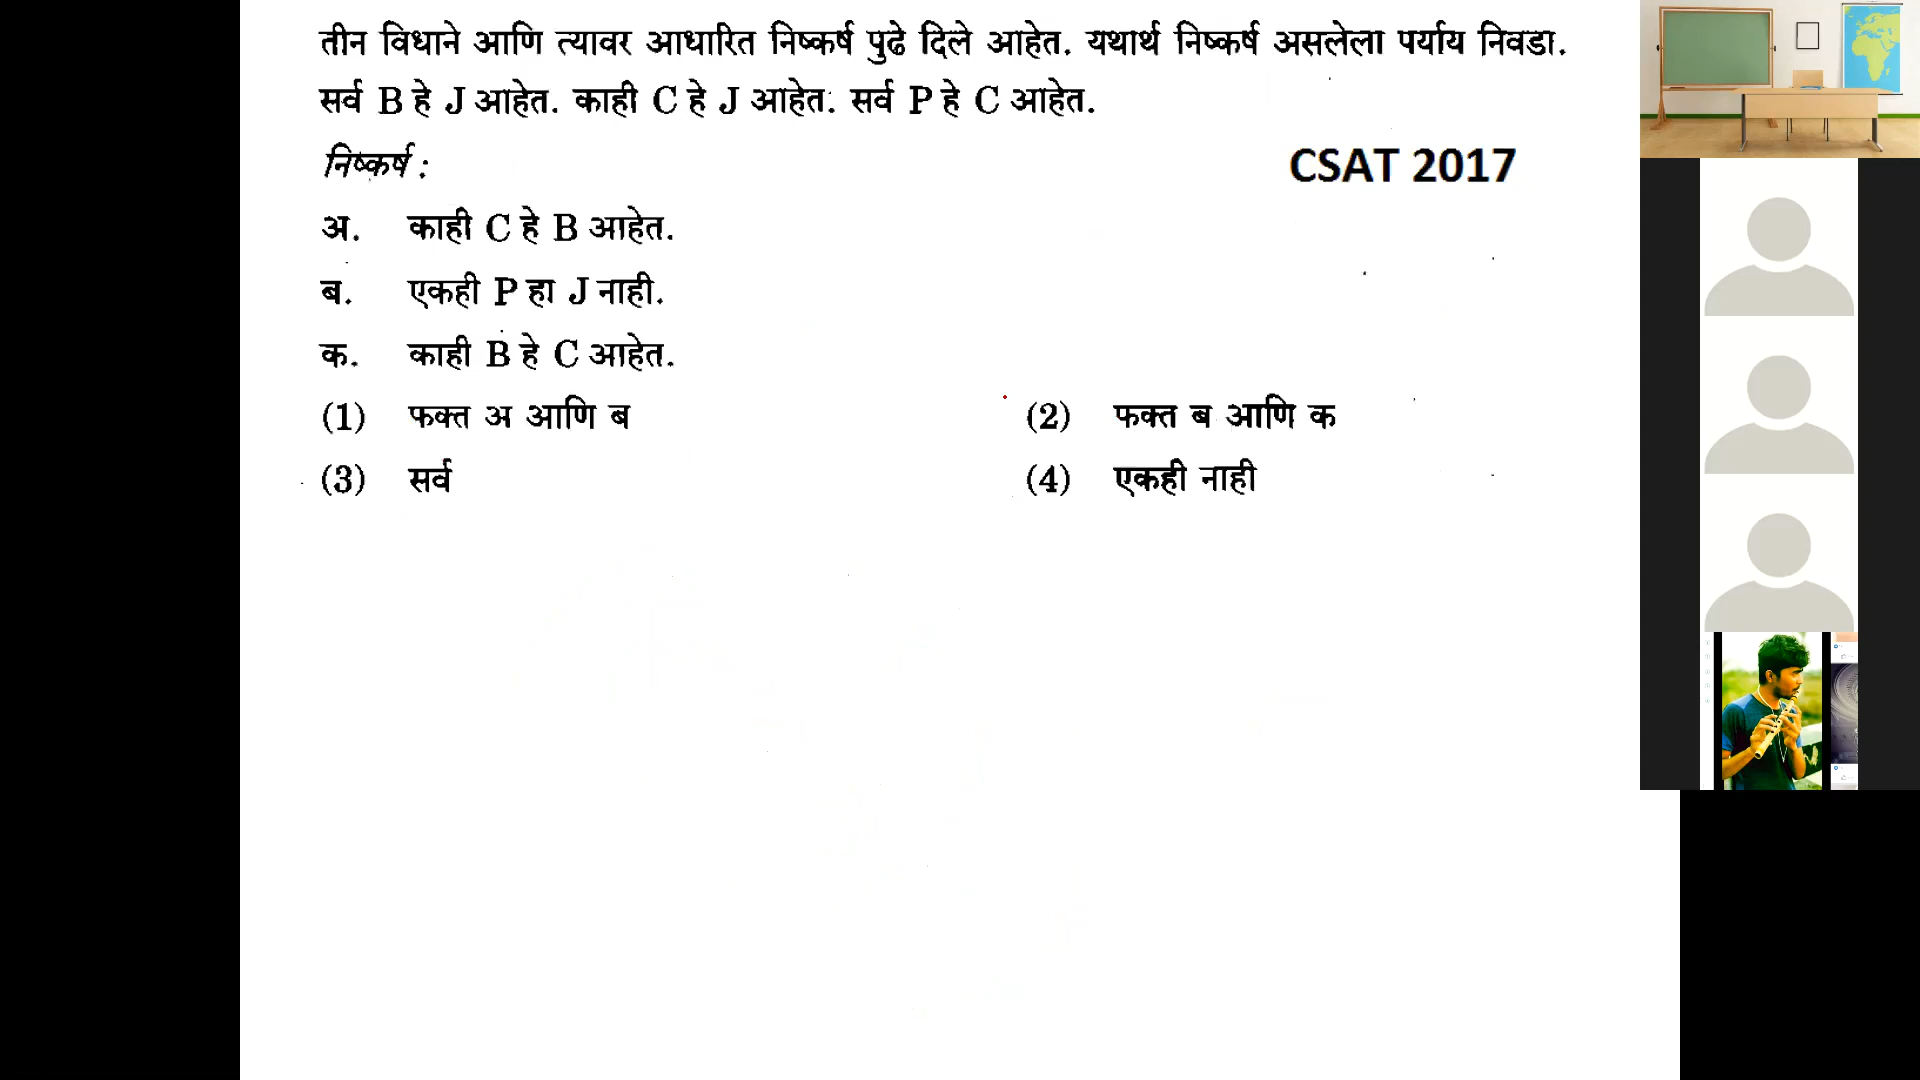 तीन विधाने आणि त्यावर आधारित निष्कर्ष पुढे दिले आहेत. यथार्थ निष्कर्ष असलेला पर्याय निवडा.
सर्व B हे J आहेत. काही C हे J आहेत. सर्व P हे C आहेत.
निष्कर्ष :
CSAT 2017
अ. काही C हे B आहेत.
ब. एकही P हा J नाही.
क. काही B हे C आहेत.
(1) फक्त अ आणि ब (2) फक्त ब आणि क
(3) सर्व (4) एकही नाही